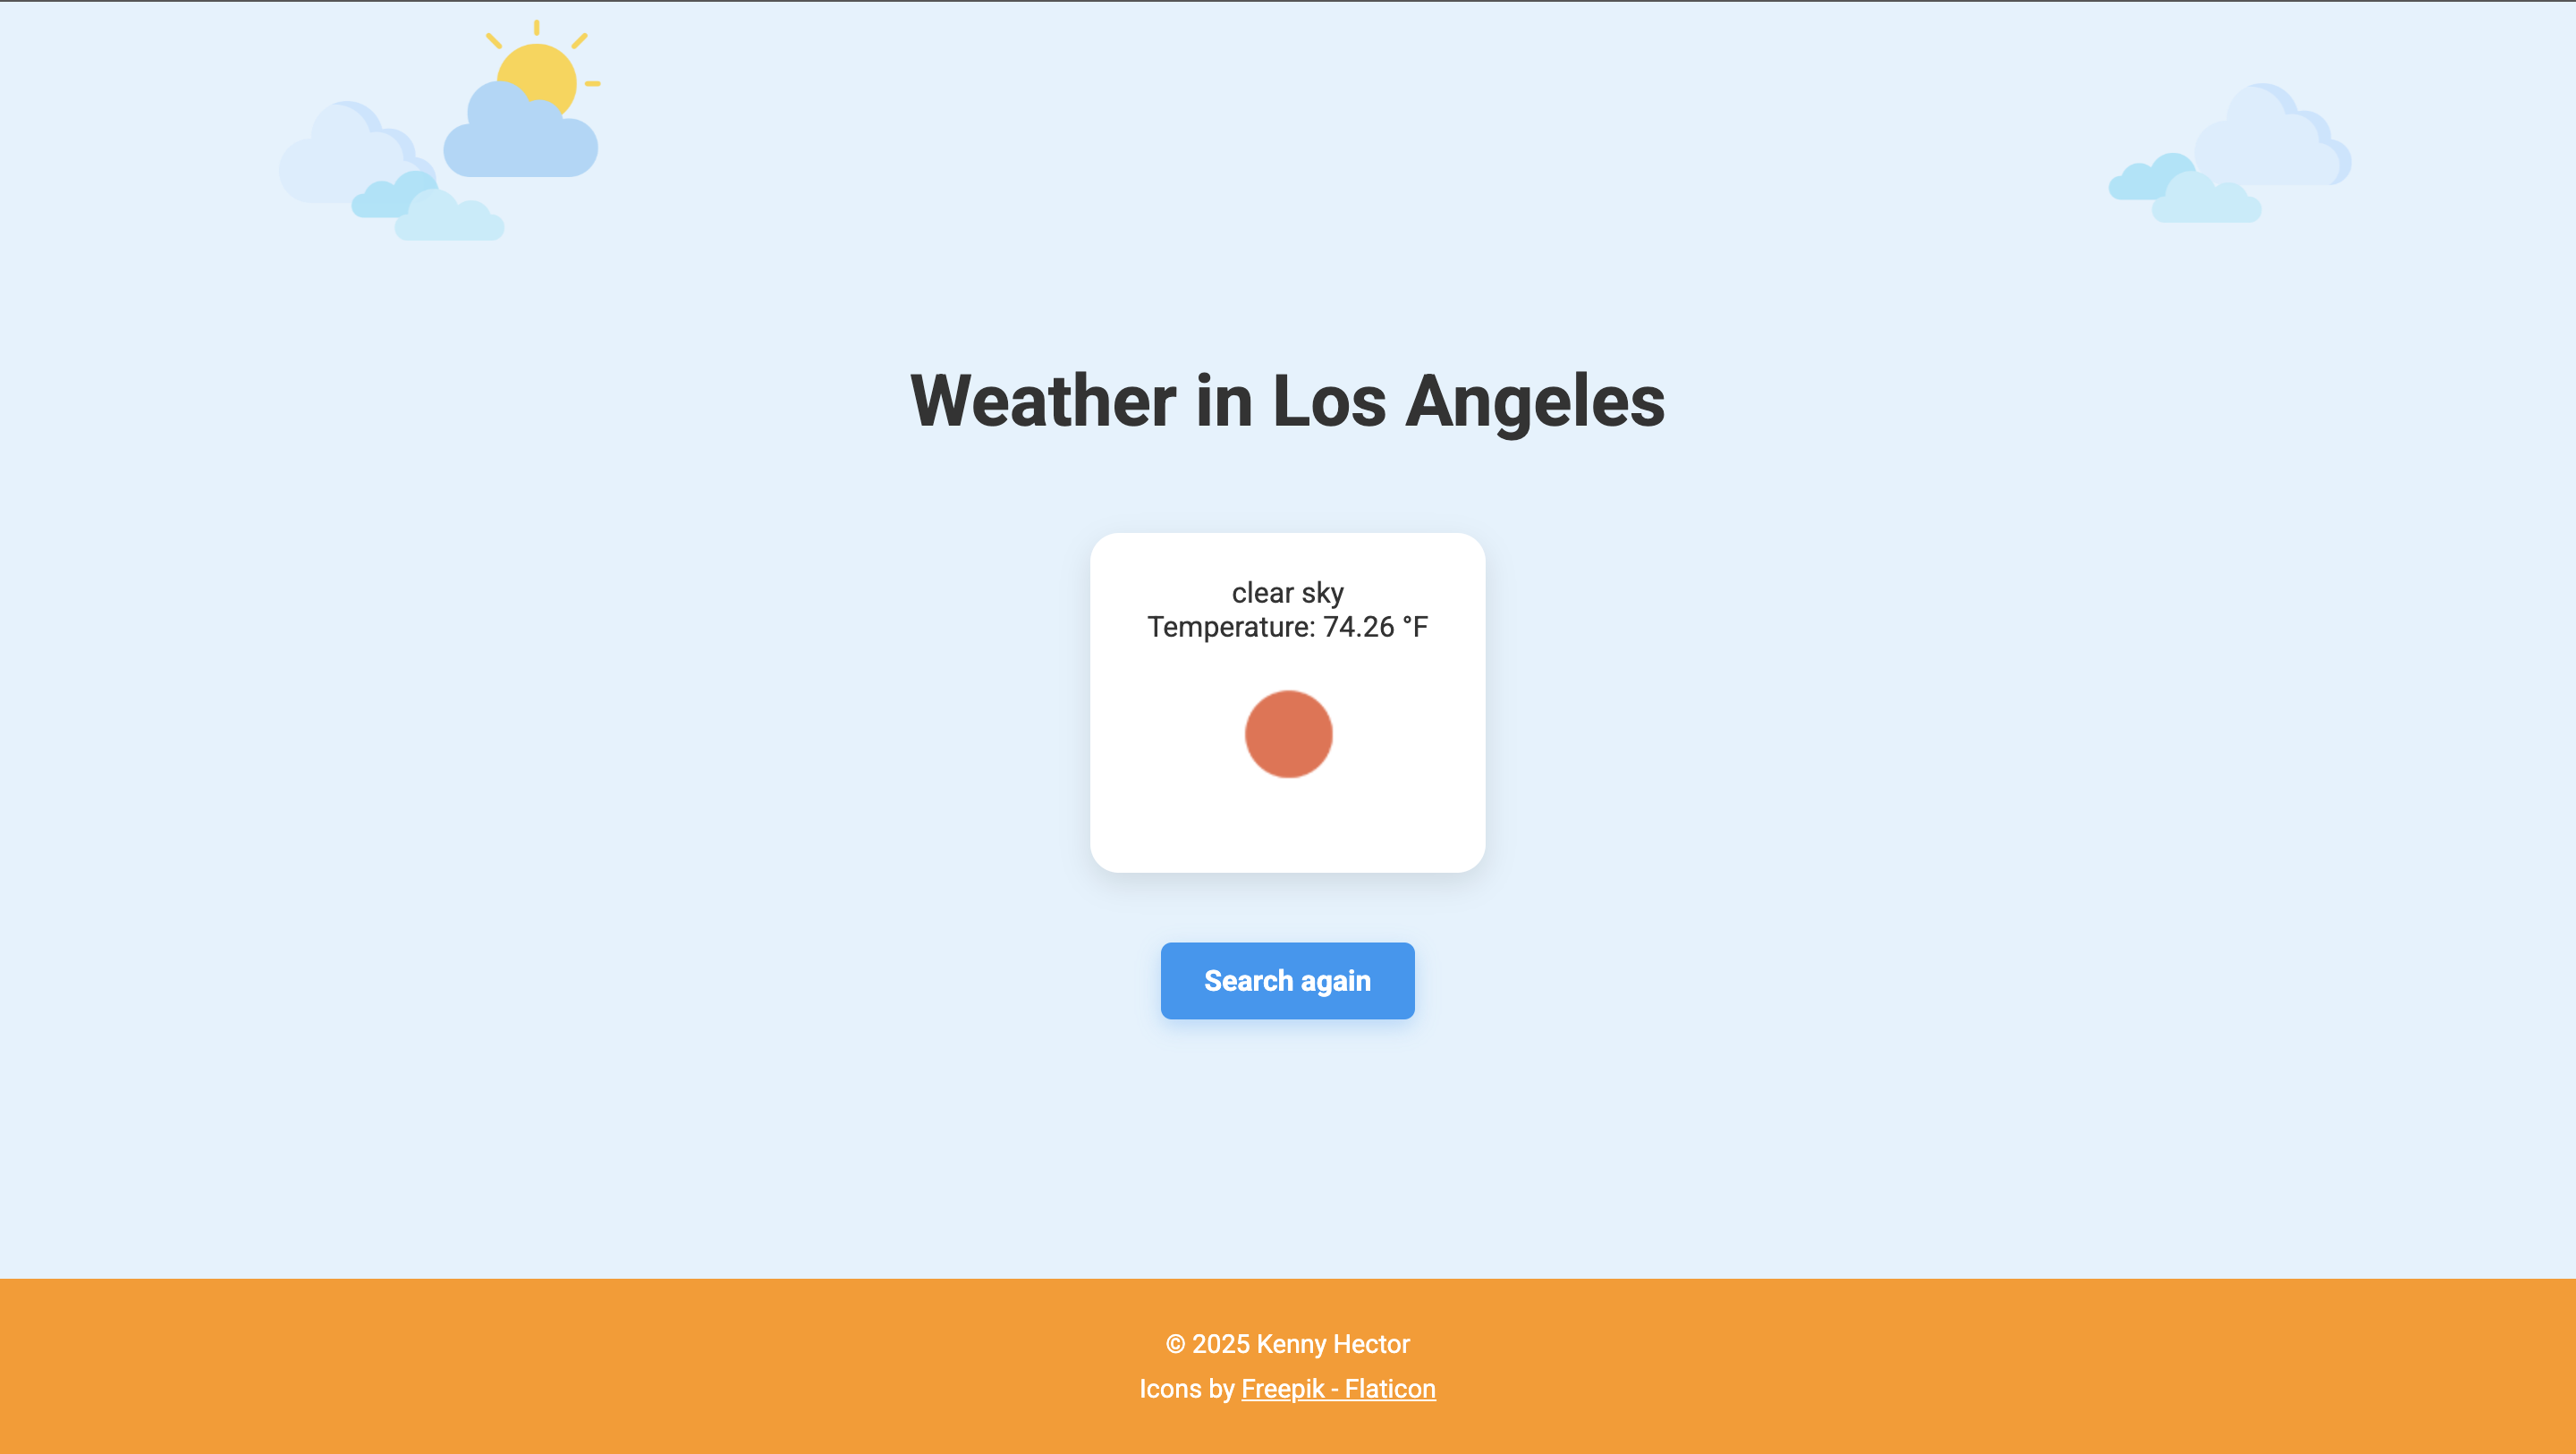 Weather in Los Angeles
clear sky
Temperature: 74.26 °F
Search again
© 2025 Kenny Hector
Icons by Freepik - Flaticon